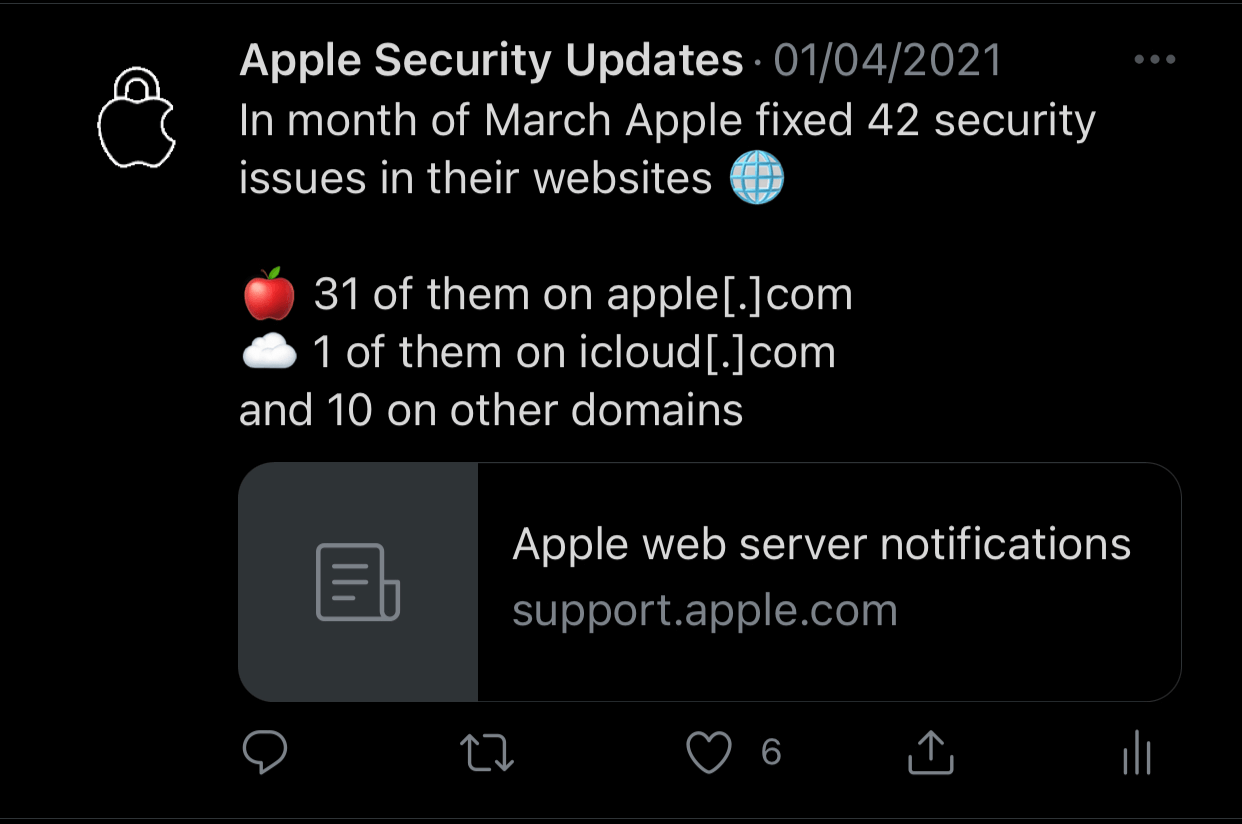 Apple Security Updates · 01/04/2021
In month of March Apple fixed 42 security
issues in their websites 🌐
🍎 31 of them on apple[.]com
☁️ 1 of them on icloud[.]com
and 10 on other domains
Apple web server notifications
support.apple.com
6